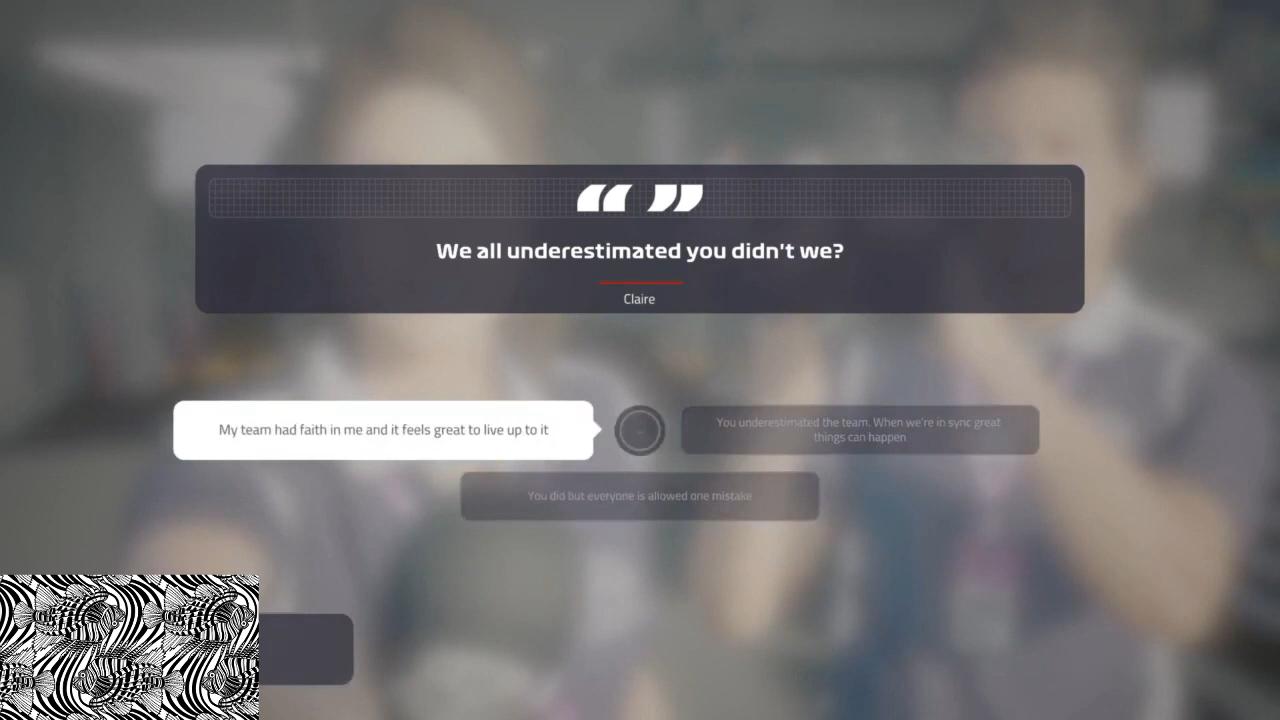 “ ”
We all underestimated you didn't we?
Claire
My team had faith in me and it feels great to live up to it
You underestimated the team. When we're in sync great
things can happen
You did but everyone is allowed one mistake